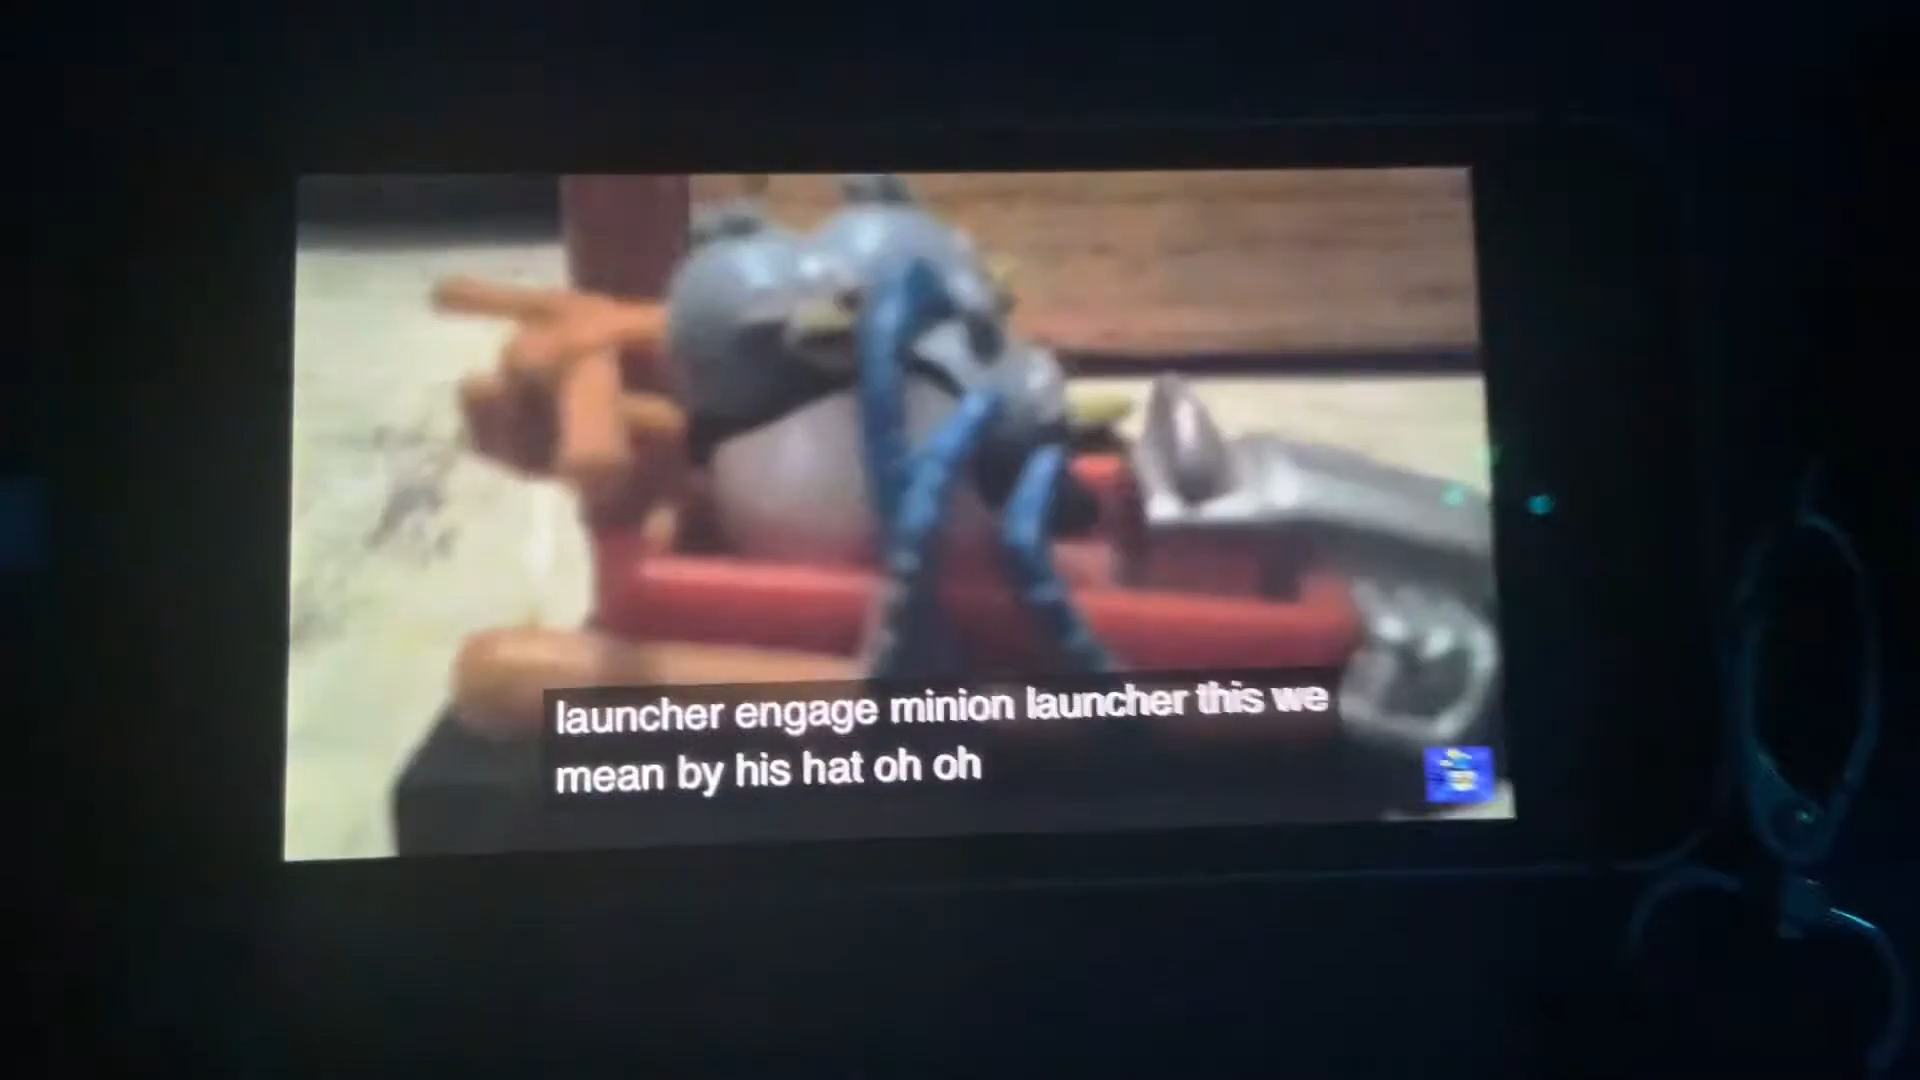 launcher engage minion launcher this we
mean by his hat oh oh